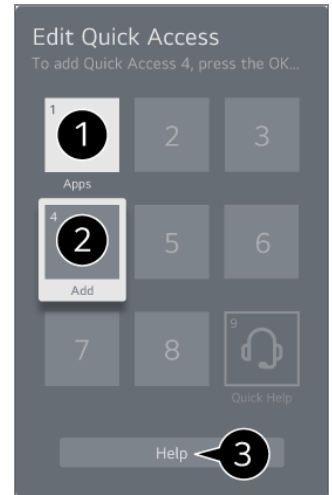 Edit Quick Access
To add Quick Access 4, press the OK...
1
1
2
3
Apps
4
2
5
6
Add
7
8
9
Quick Help
Help
3